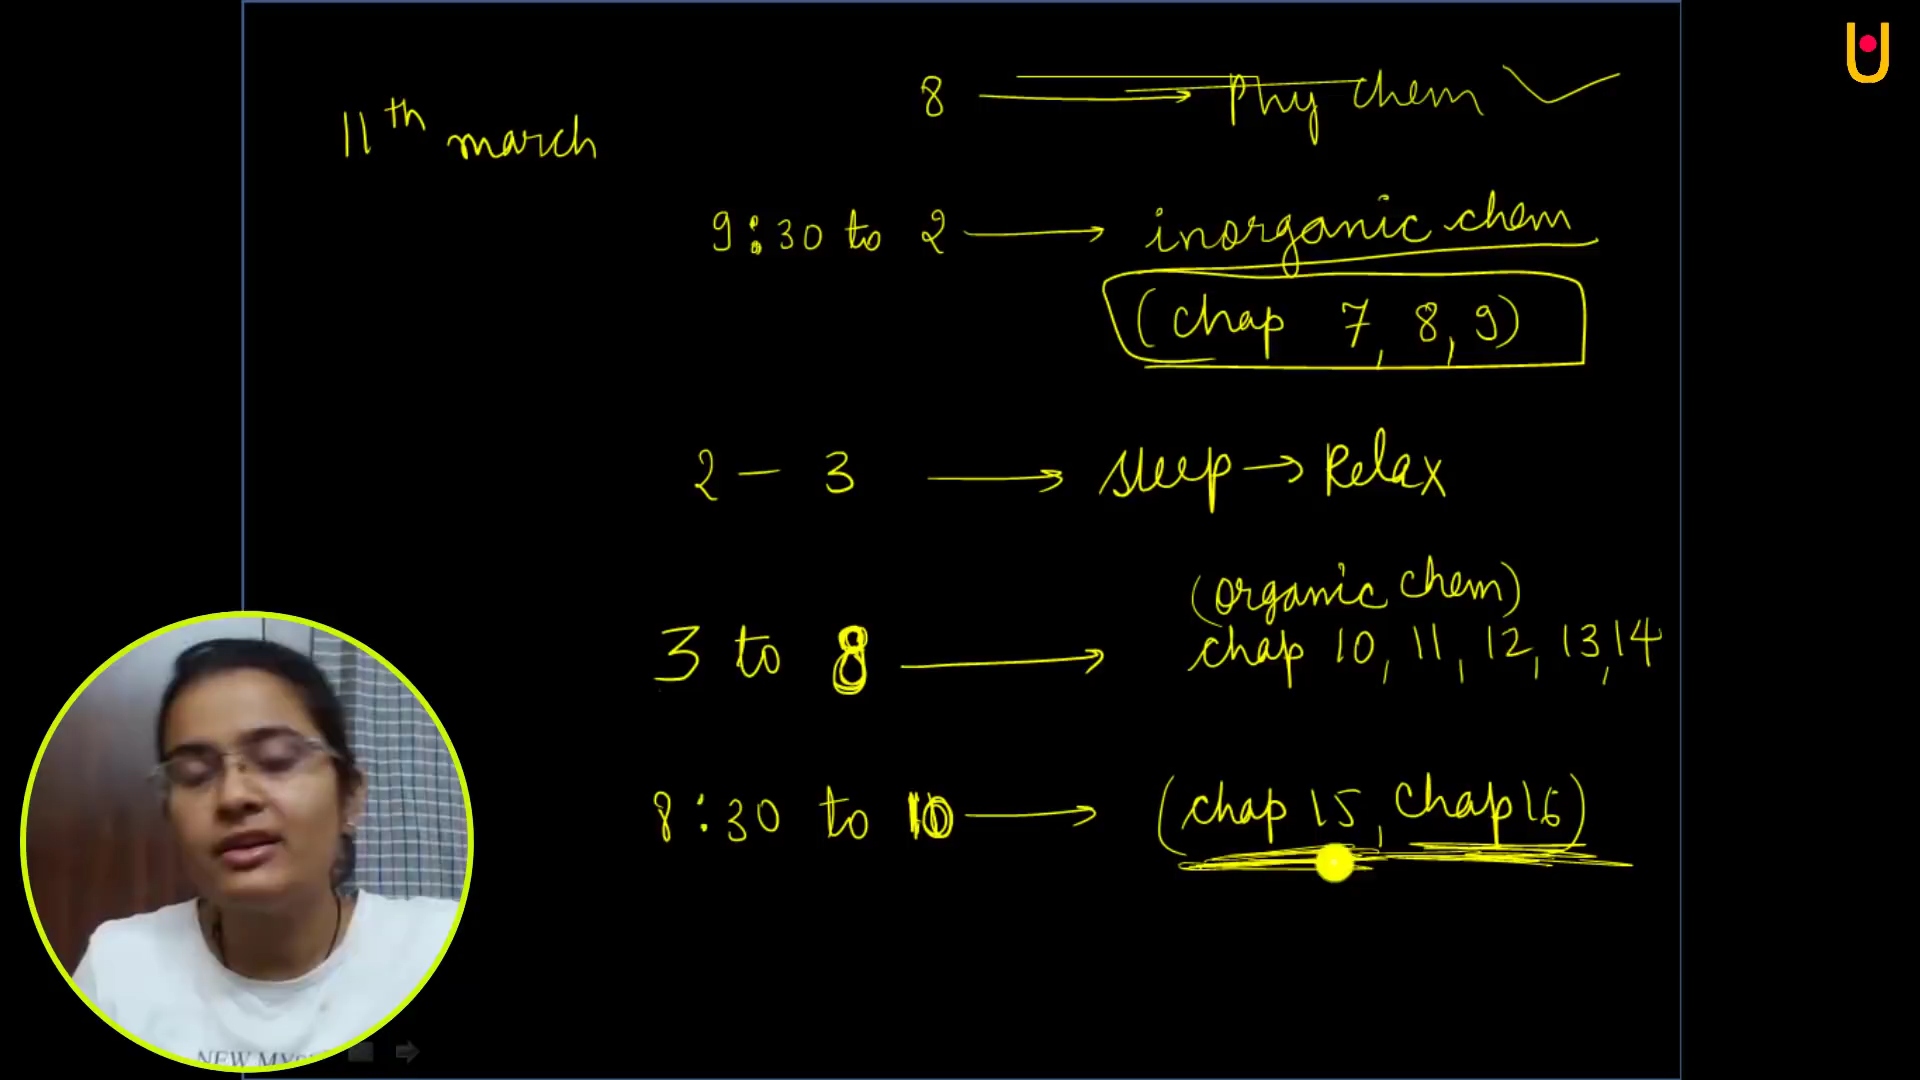 8 → Phy chem
11th march
9:30 to 2 → inorganic chem
(chap 7, 8, 9)
2 - 3 → sleep → Relax
(organic chem)
3 to 8 → chap 10, 11, 12, 13, 14
8:30 to 10 → (chap 15, chap 16)
NEW